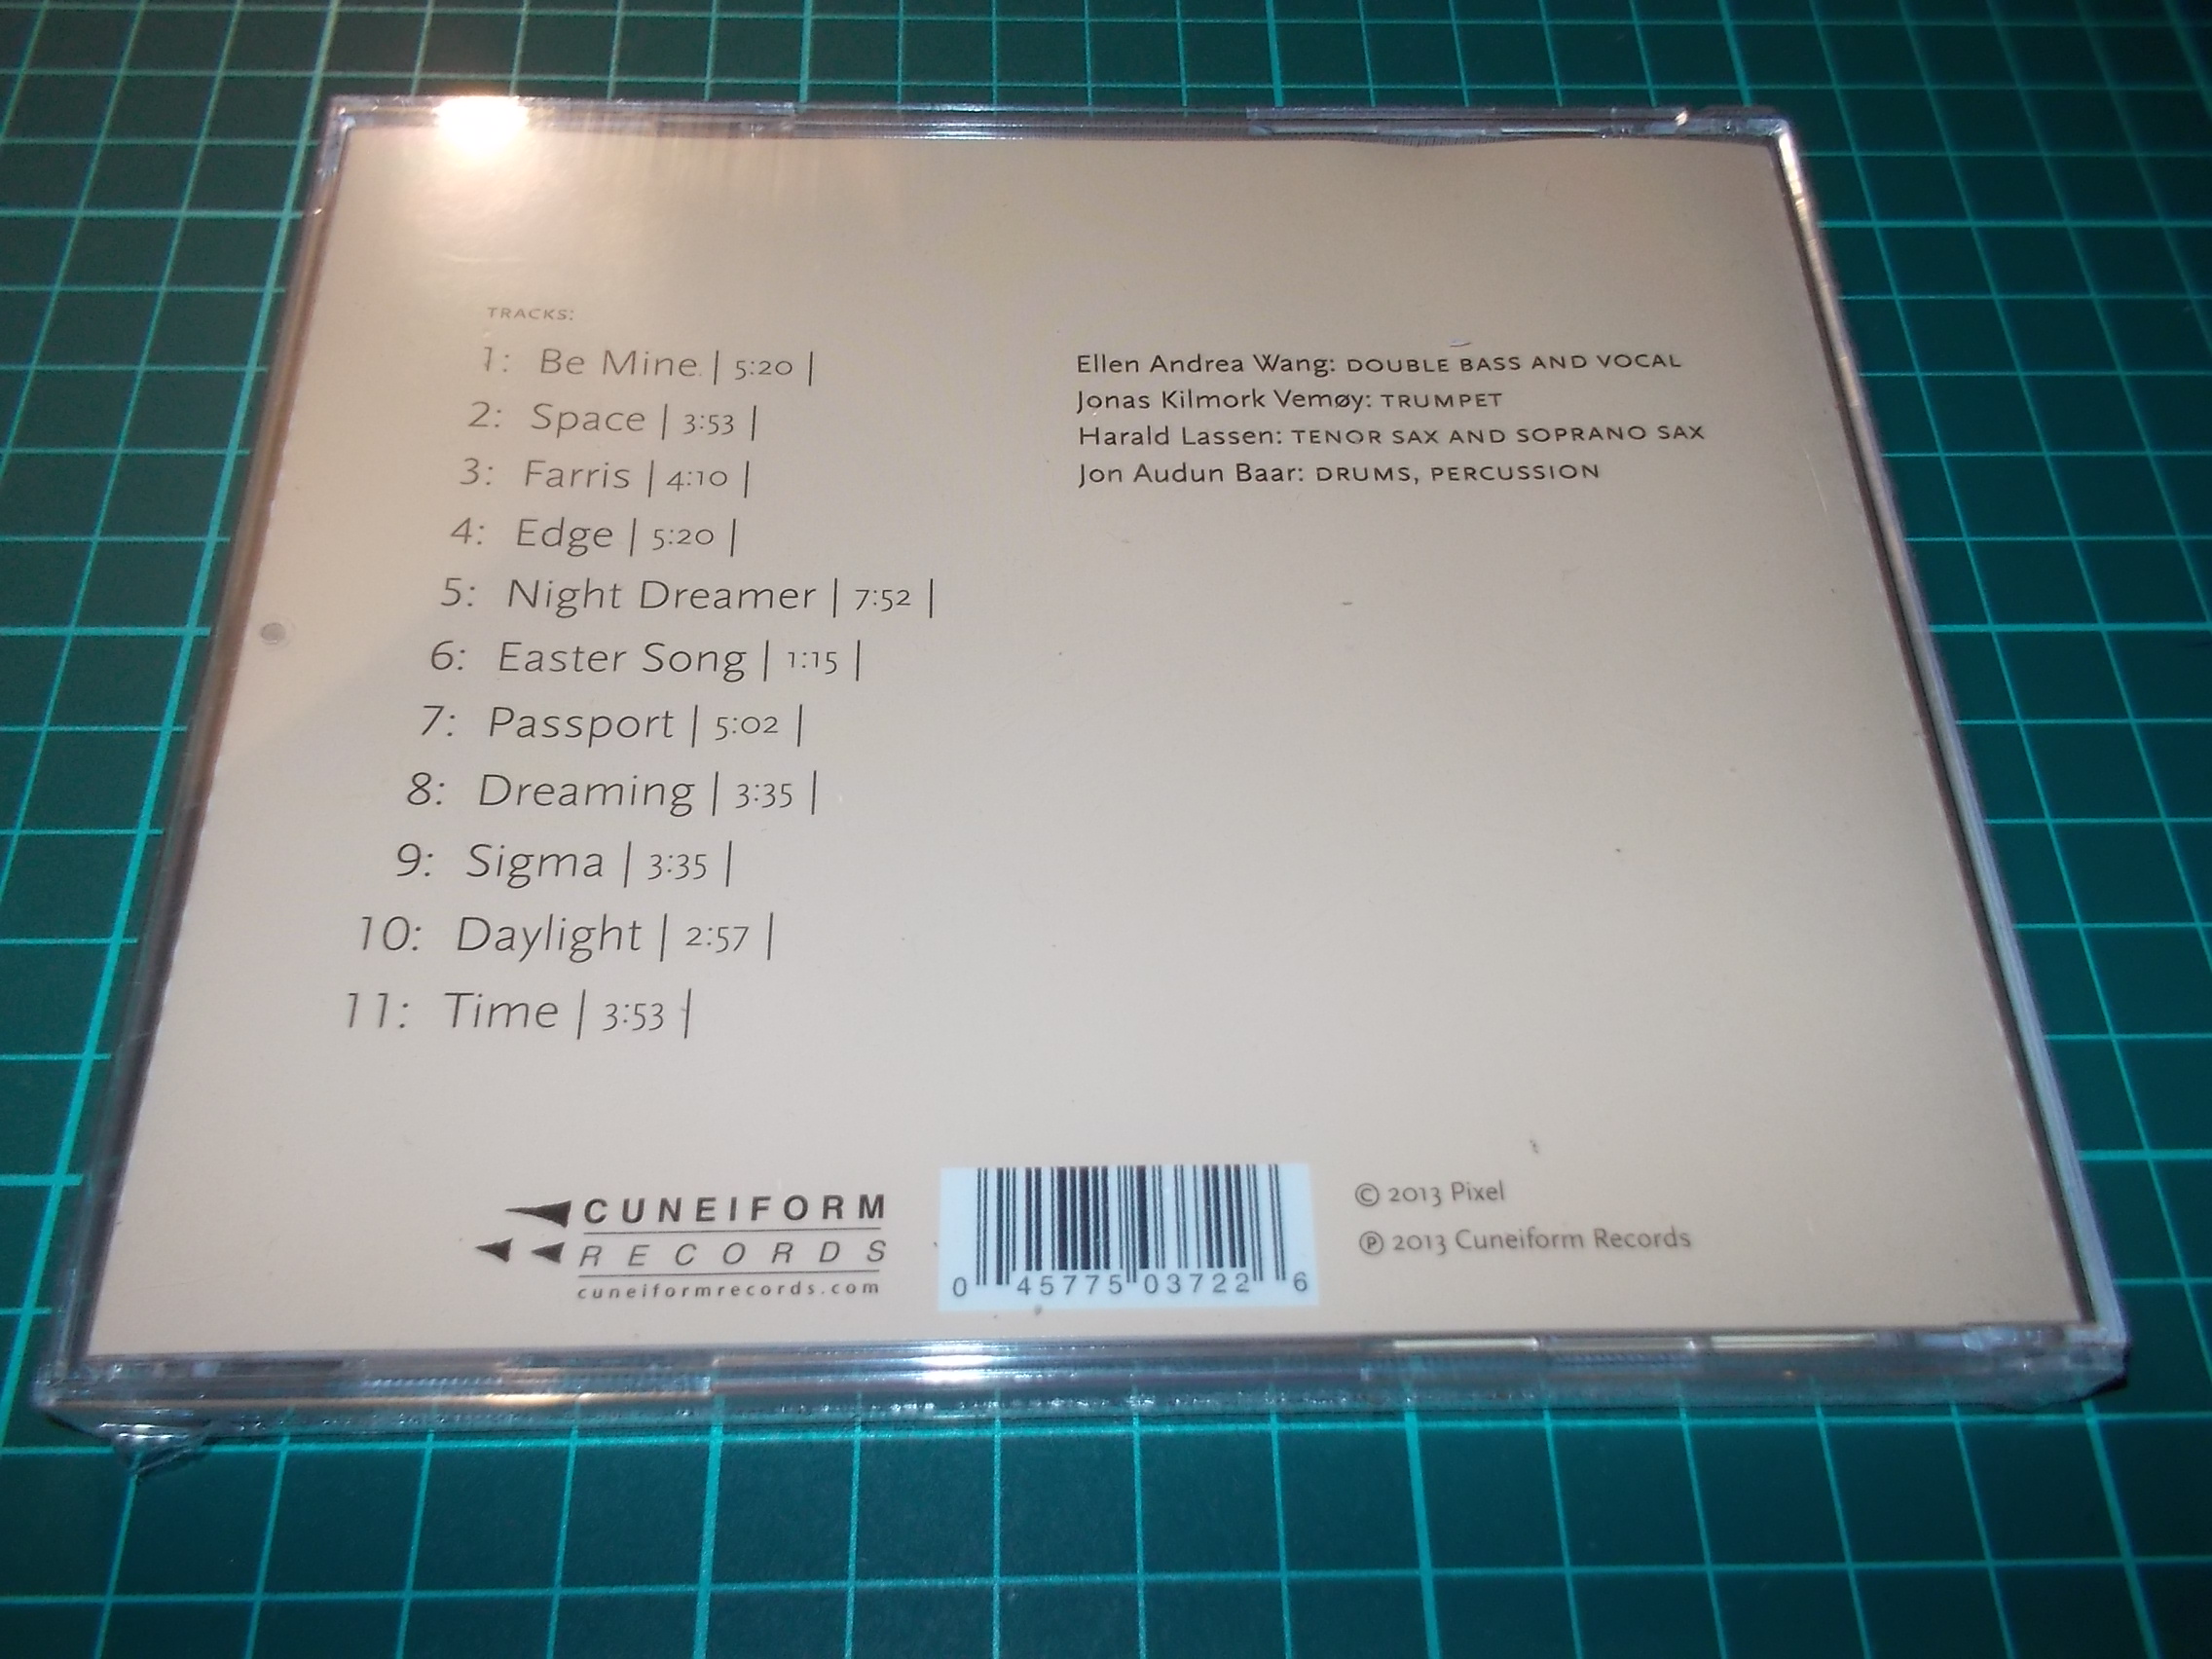 TRACKS:
1: Be Mine | 5:20 |
2: Space | 3:53 |
3: Farris | 4:10 |
4: Edge | 5:20 |
5: Night Dreamer | 7:52 |
6: Easter Song | 1:15 |
7: Passport | 5:02 |
8: Dreaming | 3:35 |
9: Sigma | 3:35 |
10: Daylight | 2:57 |
11: Time | 3:53 |
Ellen Andrea Wang: DOUBLE BASS AND VOCAL
Jonas Kilmork Vemøy: TRUMPET
Harald Lassen: TENOR SAX AND SOPRANO SAX
Jon Audun Baar: DRUMS, PERCUSSION
CUNEIFORM
RECORDS
cuneiformrecords.com
0 45775 03722 6
© 2013 Pixel
℗ 2013 Cuneiform Records